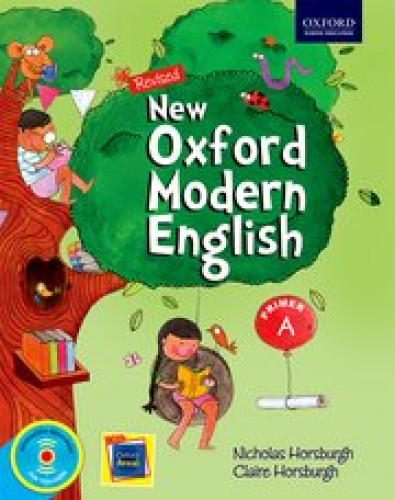 OXFORD
Revised
New
Oxford
Modern
English
PRIMER
A
Nicholas Horsburgh
Claire Horsburgh